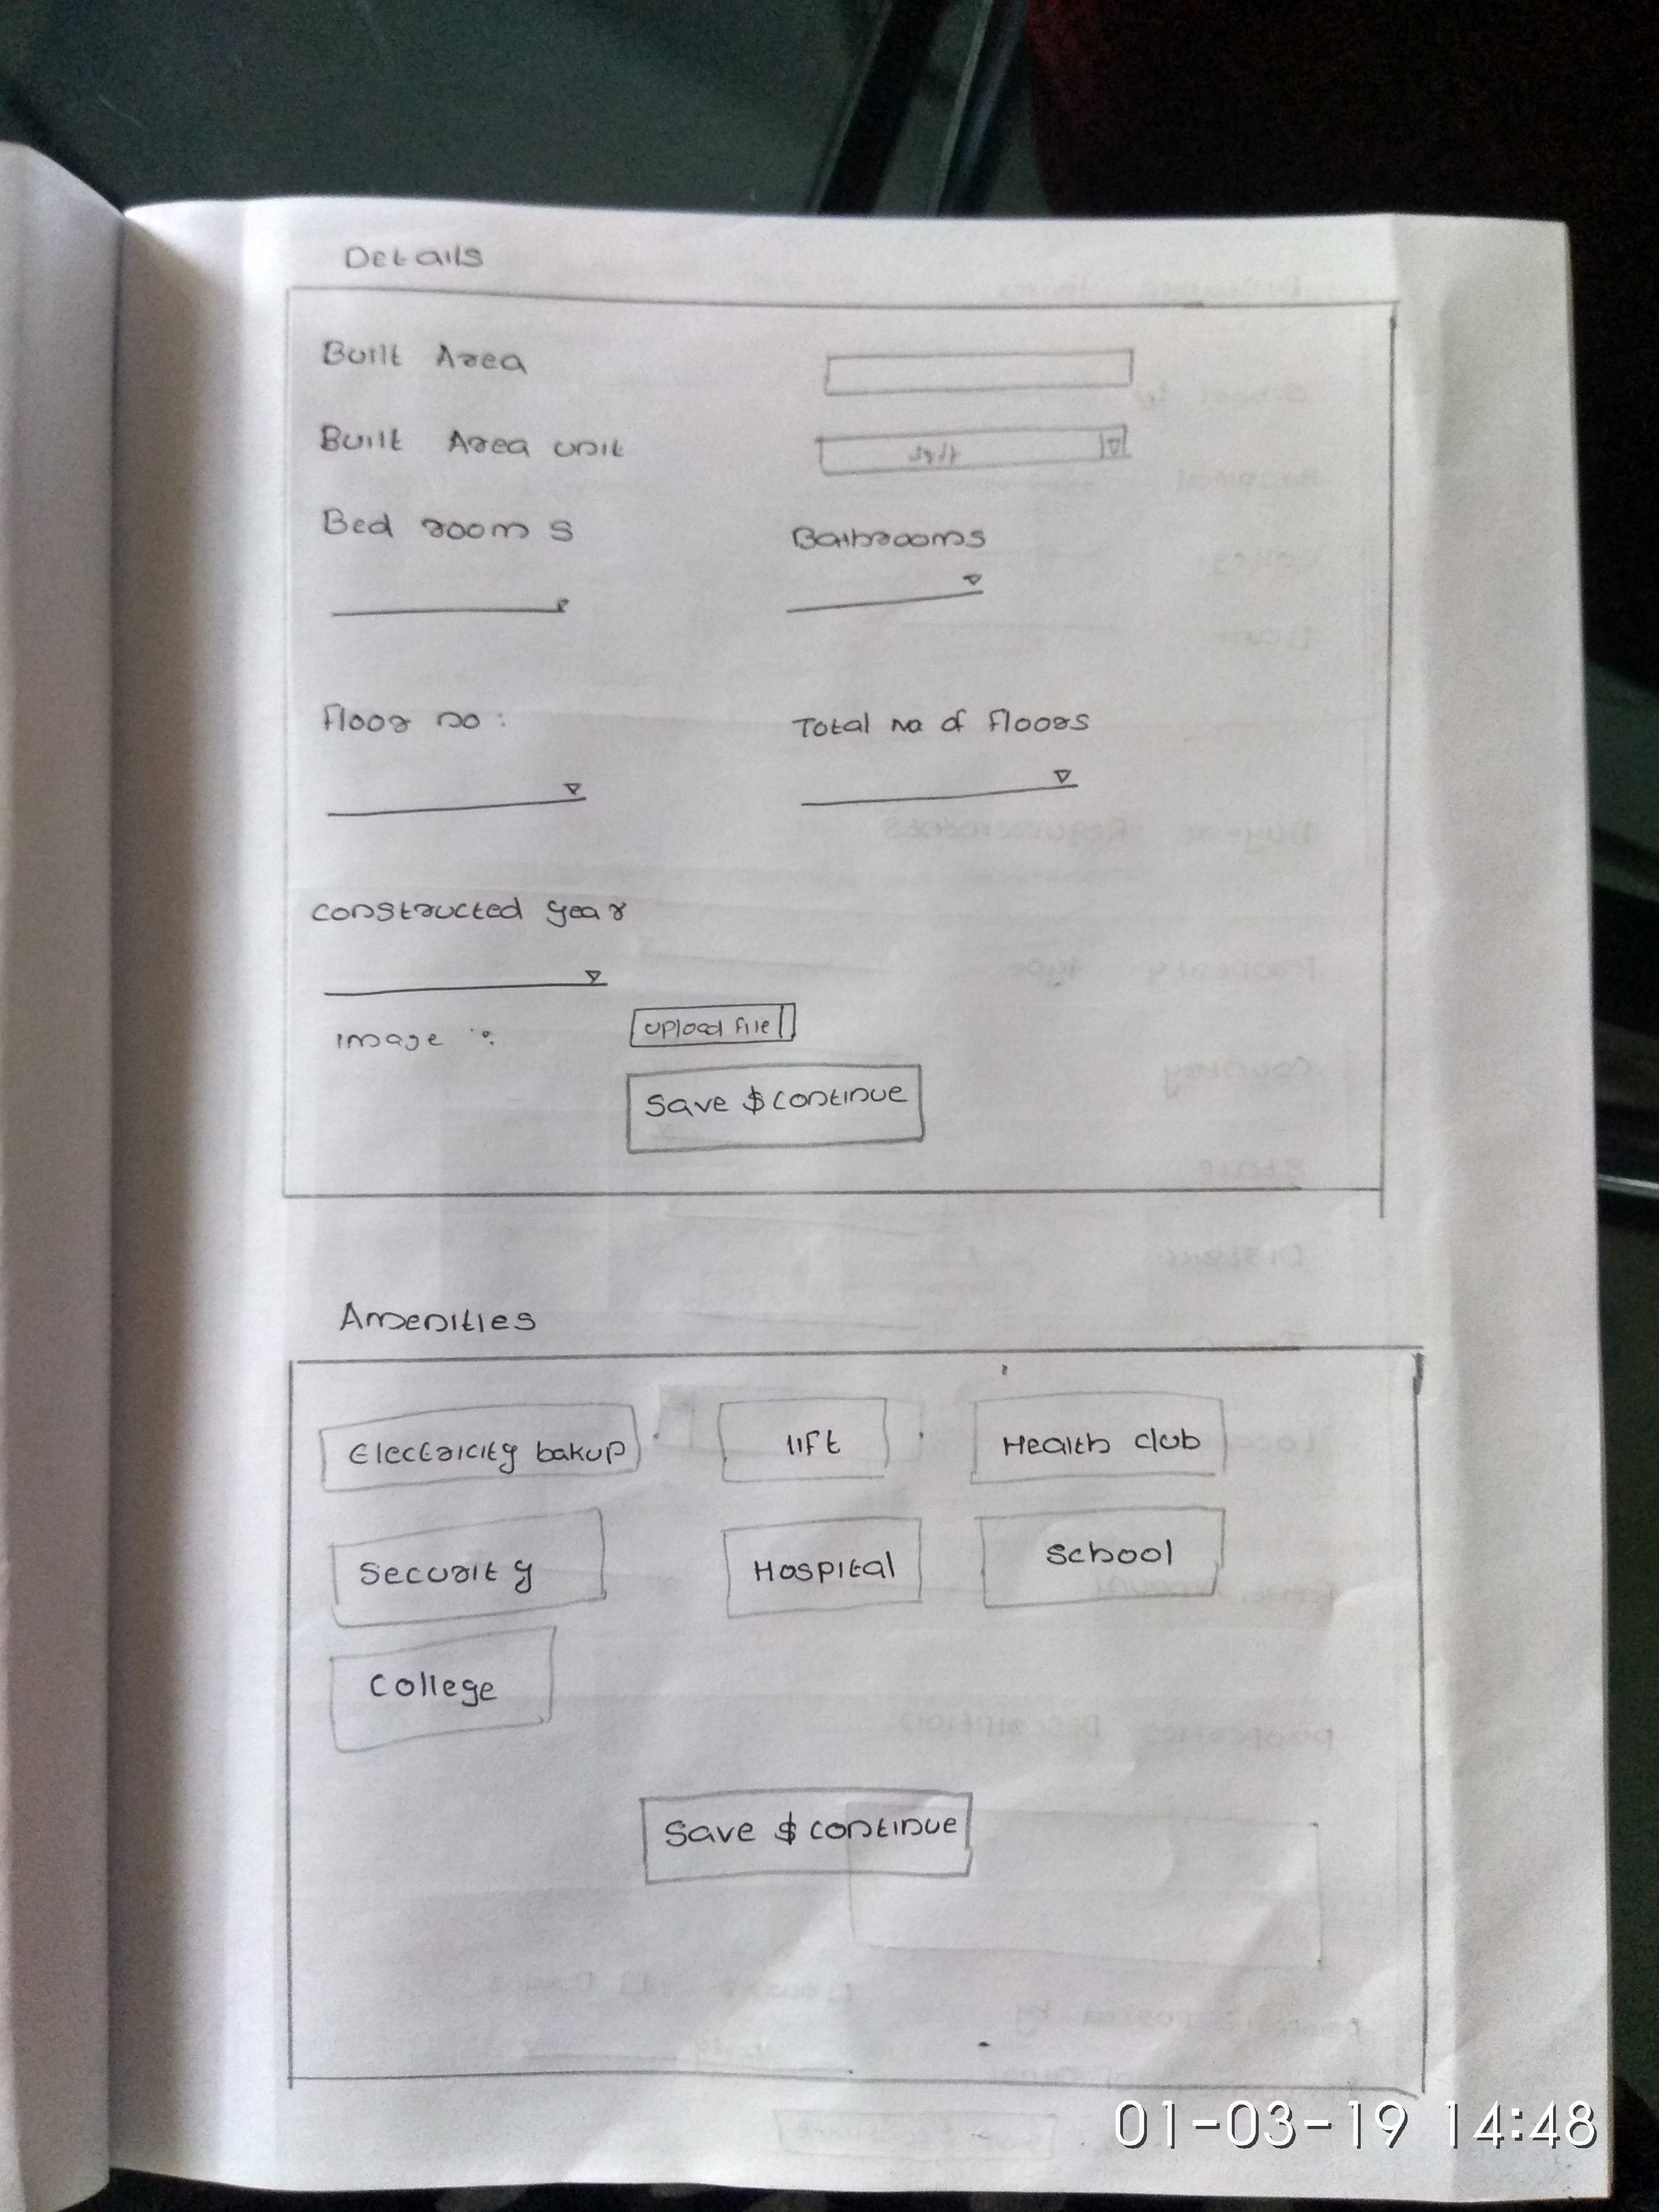 Details
Built Area
Built Area unit
Bed rooms
Bathrooms
Floor no :
Total no of floors
constructed year
image :
upload file
Save $ continue
Amenities
Electricity bakup
lift
Health club
Security
Hospital
School
College
Save $ continue
01-03-19 14:48